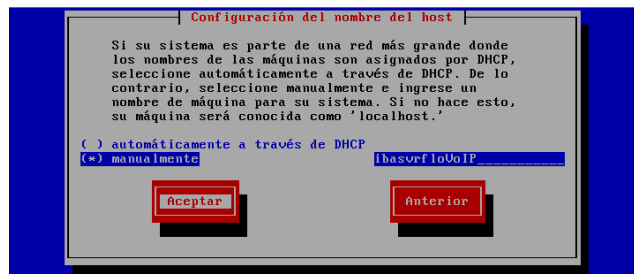 Configuración del nombre del host
Si su sistema es parte de una red más grande donde
los nombres de las máquinas son asignados por DHCP,
seleccione automáticamente a través de DHCP. De lo
contrario, seleccione manualmente e ingrese un
nombre de máquina para su sistema. Si no hace esto,
su máquina será conocida como 'localhost.'
( ) automáticamente a través de DHCP
(*) manualmente ibasvrfloVoIP___________
Aceptar Anterior